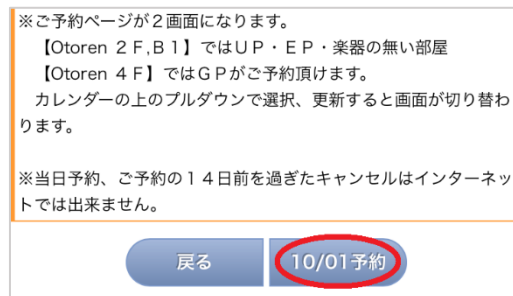 ※ご予約ページが２画面になります。
【Otoren ２Ｆ,Ｂ１】ではＵＰ・ＥＰ・楽器の無い部屋
【Otoren ４Ｆ】ではＧＰがご予約頂けます。
カレンダーの上のプルダウンで選択、更新すると画面が切り替わ
ります。
※当日予約、ご予約の１４日前を過ぎたキャンセルはインターネッ
トでは出来ません。
戻る
10/01予約